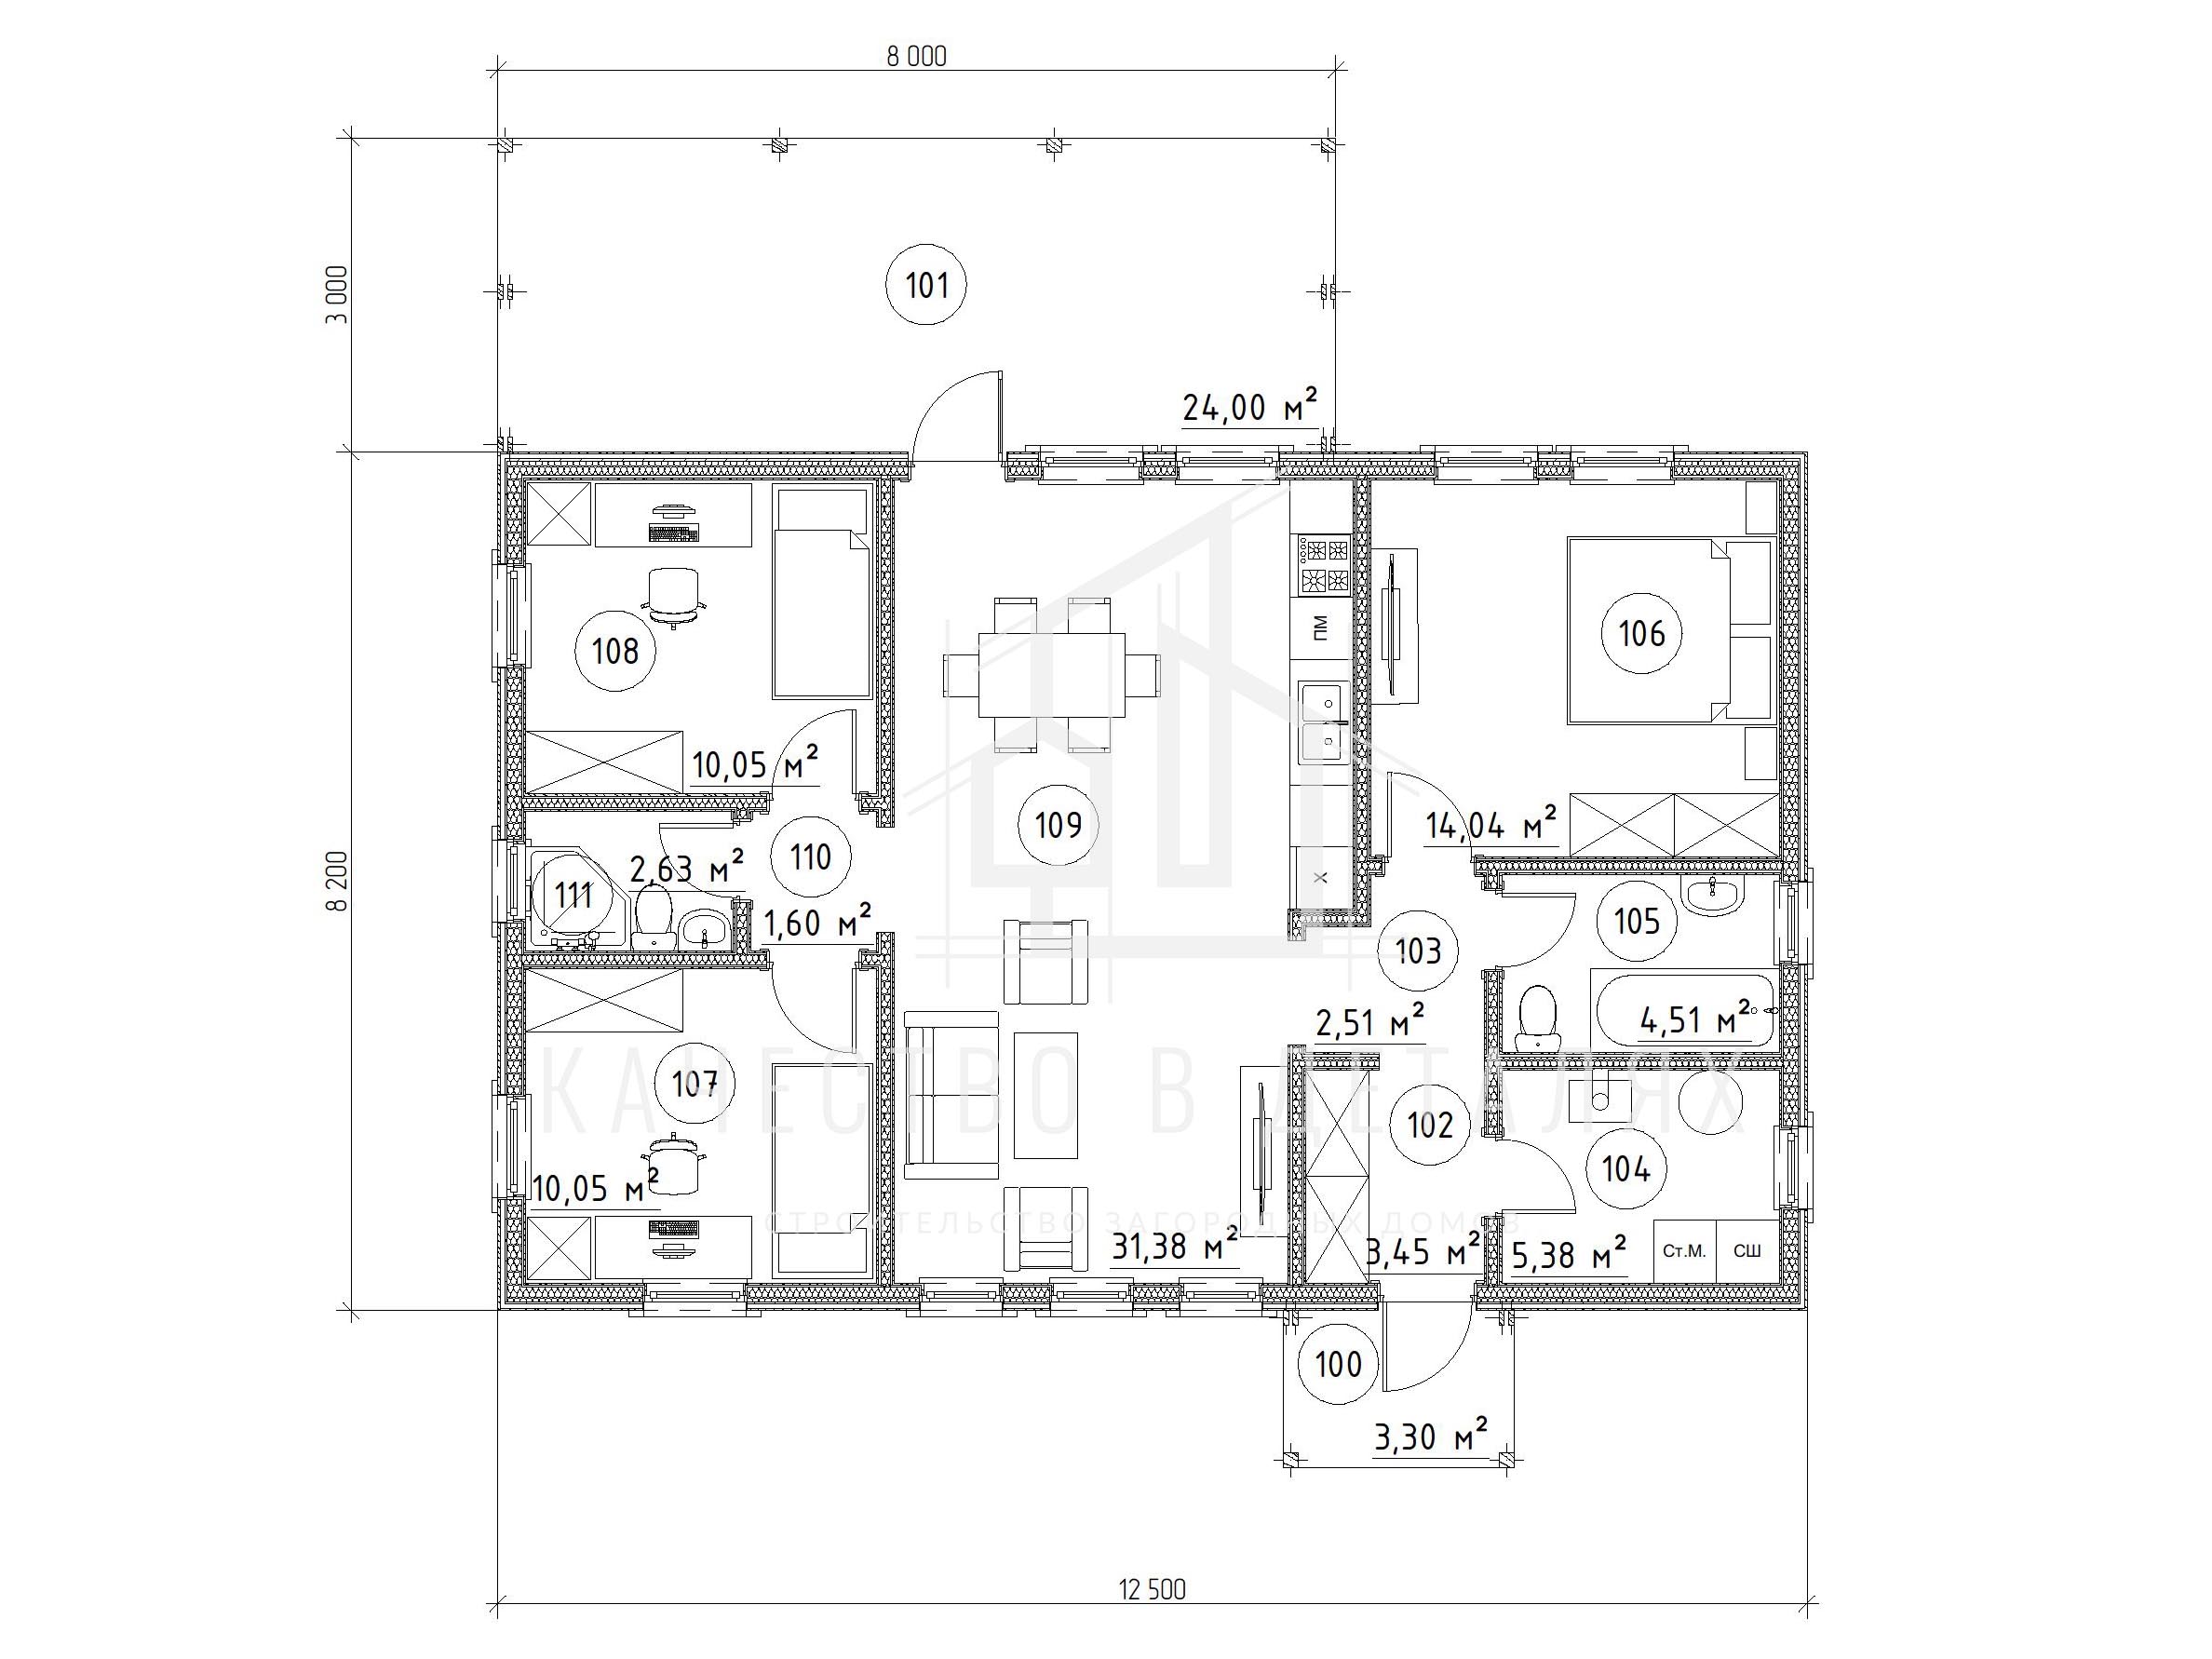 8 000
3 000
101
24,00 м²
108
ПМ
106
10,05 м²
109
14,04 м²
110
2,63 м²
111
Х
1,60 м²
105
103
8 200
2,51 м²
4,51 м²
КАЧЕСТВО В ДЕТАЛЯХ
107
102
104
10,05 м²
СТРОИТЕЛЬСТВО ЗАГОРОДНЫХ ДОМОВ
31,38 м²
3,45 м²
5,38 м²
Ст.М.
СШ
100
3,30 м²
12 500